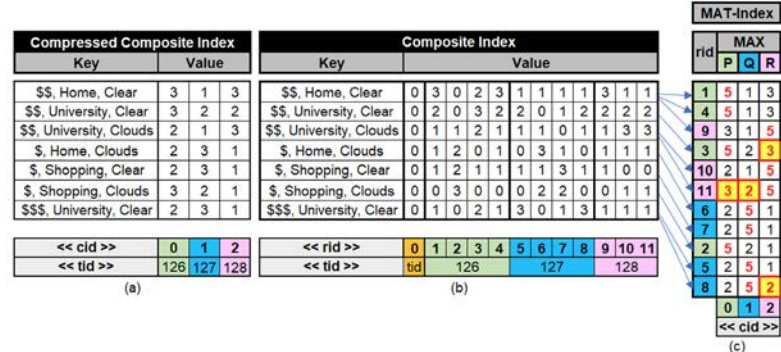 MAT-Index
Compressed Composite Index
Key Value
$$, Home, Clear 3 1 3
$$, University, Clear 3 2 2
$$, University, Clouds 2 1 3
$, Home, Clouds 2 3 1
$, Shopping, Clear 2 3 1
$, Shopping, Clouds 3 2 1
$$$, University, Clear 2 3 1
<< cid >> 0 1 2
<< tid >> 126 127 128
(a)
Composite Index
Key Value
$$, Home, Clear 0 3 0 2 3 1 1 1 1 3 1 1
$$, University, Clear 0 2 0 3 2 2 0 1 2 2 2 2
$$, University, Clouds 0 1 1 2 1 1 1 0 1 1 3 3
$, Home, Clouds 0 1 2 0 1 0 3 1 0 1 1 1
$, Shopping, Clear 0 1 2 1 1 1 1 3 1 1 0 0
$, Shopping, Clouds 0 0 3 0 0 0 2 2 0 0 1 1
$$$, University, Clear 0 1 0 2 1 3 0 1 3 1 1 1
<< rid >> 0 1 2 3 4 5 6 7 8 9 10 11
<< tid >> tid 126 127 128
(b)
rid MAX
P Q R
1 5 1 3
4 5 1 3
9 3 1 5
3 5 2 3
10 2 1 5
11 3 2 5
6 2 5 1
7 2 5 1
2 5 2 1
5 2 5 1
8 2 5 2
0 1 2
<< cid >>
(c)